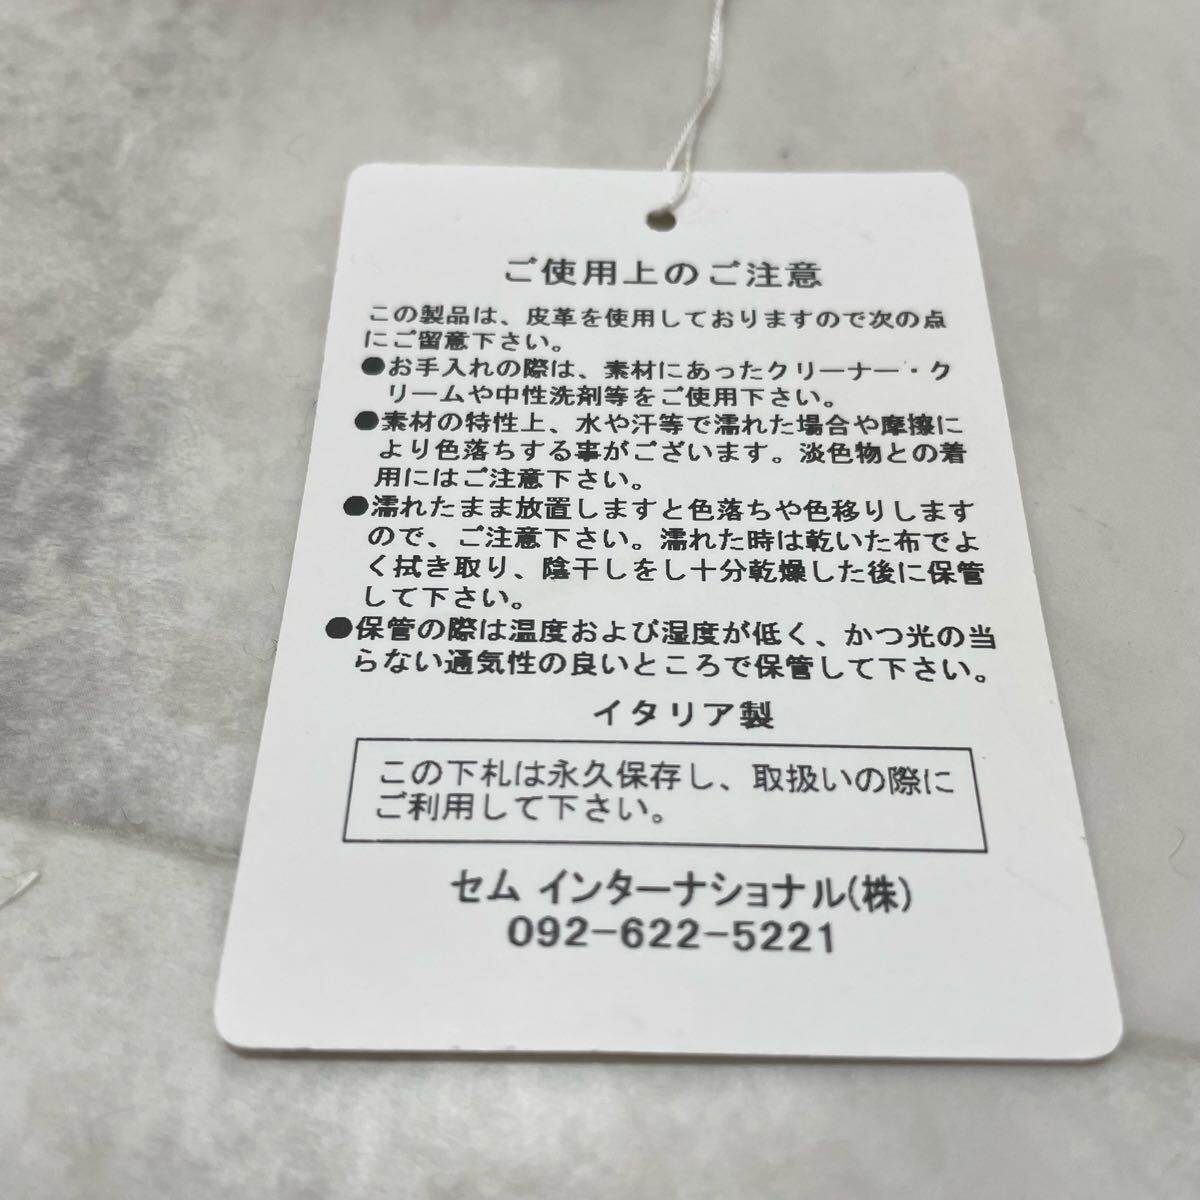 ご使用上のご注意
この製品は、皮革を使用しておりますので次の点
にご留意下さい。
●お手入れの際は、素材にあったクリーナー・ク
リームや中性洗剤等をご使用下さい。
●素材の特性上、水や汗等で濡れた場合や摩擦に
より色落ちする事がございます。淡色物との着
用にはご注意下さい。
●濡れたまま放置しますと色落ちや色移りします
ので、ご注意下さい。濡れた時は乾いた布でよ
く拭き取り、陰干しをし十分乾燥した後に保管
して下さい。
●保管の際は温度および湿度が低く、かつ光の当
らない通気性の良いところで保管して下さい。
イタリア製
この下札は永久保存し、取扱いの際に
ご利用して下さい。
セム インターナショナル(株)
092-622-5221